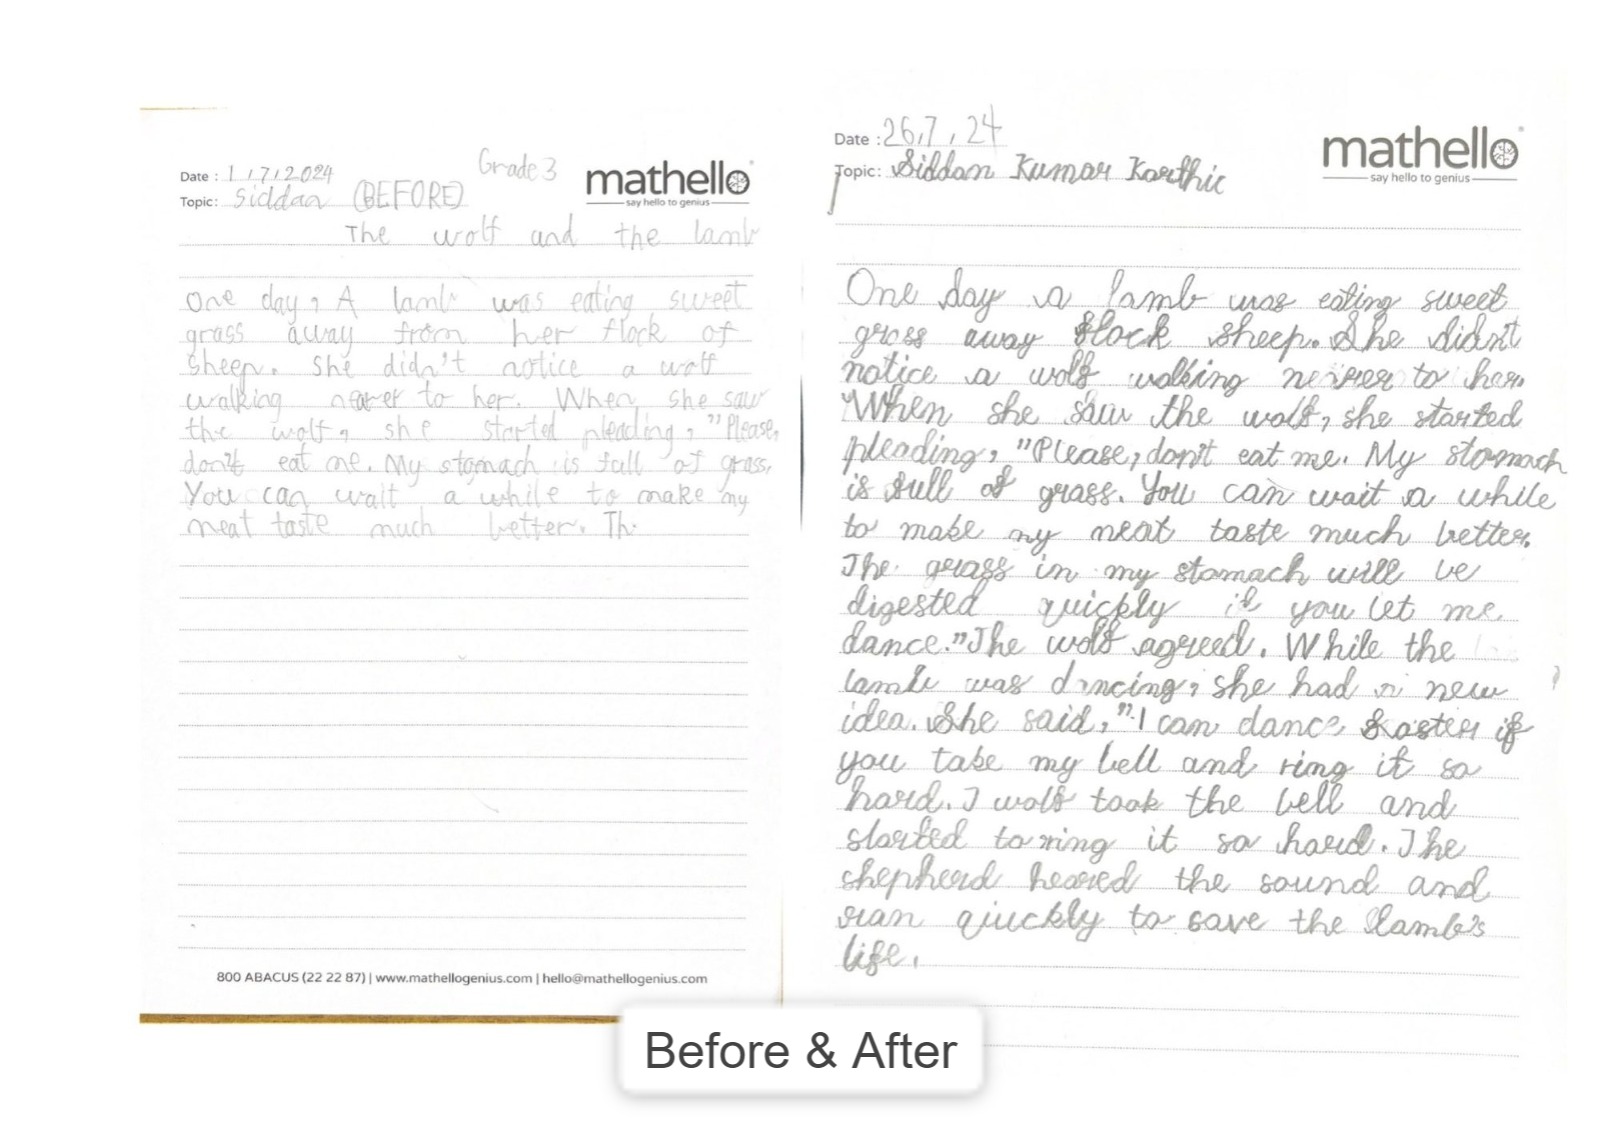 Date : 1 / 7 / 2024
Grade 3
mathello
say hello to genius
Topic: Siddan (BEFORE)
The wolf and the lamb
One day, A lamb was eating sweet
grass away from her flock of
sheep. She didn't notice a wolf
walking nearer to her. When she saw
the wolf, she started pleading, "Please,
don't eat me. My stomach is full of grass.
You can wait a while to make my
meat taste much better. Th
800 ABACUS (22 22 87) | www.mathellogenius.com | hello@mathellogenius.com
Date : 26,7,24
mathello
say hello to genius
Topic: Siddan Kumar Karthic
One day a lamb was eating sweet
grass away flock sheep. She didn't
notice a wolf walking nearer to her.
When she saw the wolf, she started
pleading, "Please, don't eat me. My stomach
is full of grass. You can wait a while
to make my meat taste much better.
The grass in my stomach will be
digested quickly if you let me
dance." The wolf agreed. While the
lamb was dancing, she had a new
idea. She said, "I can dance faster if
you take my bell and ring it so
hard. I wolf took the bell and
started to ring it so hard. The
shepherd heared the sound and
ran qiuckly to save the lamb's
life.
Before & After